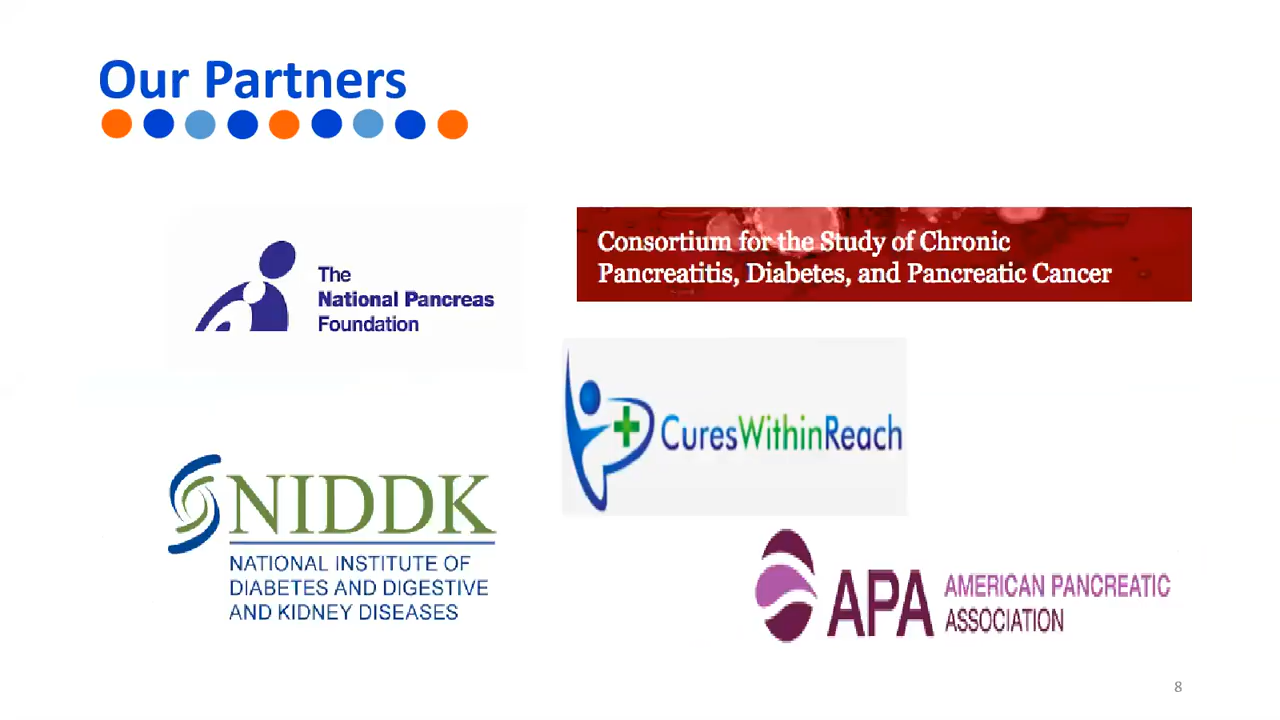 Our Partners
The
National Pancreas
Foundation
Consortium for the Study of Chronic
Pancreatitis, Diabetes, and Pancreatic Cancer
CuresWithinReach
NIDDK
NATIONAL INSTITUTE OF
DIABETES AND DIGESTIVE
AND KIDNEY DISEASES
APA
AMERICAN PANCREATIC
ASSOCIATION
8